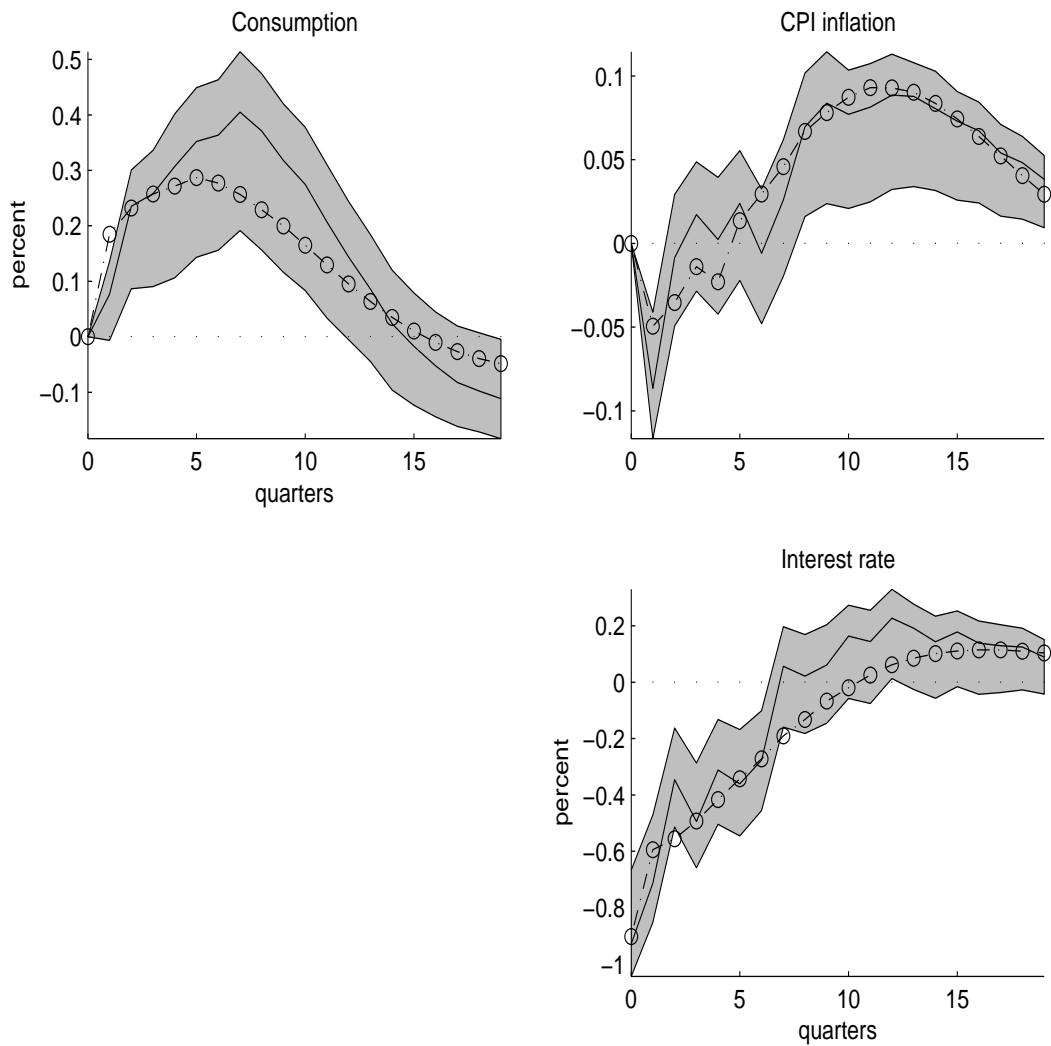 Consumption
0.5
0.4
0.3
0.2
0.1
0
−0.1
percent
0 5 10 15
quarters
CPI inflation
0.1
0.05
0
−0.05
−0.1
0 5 10 15
Interest rate
0.2
0
−0.2
−0.4
−0.6
−0.8
−1
percent
0 5 10 15
quarters